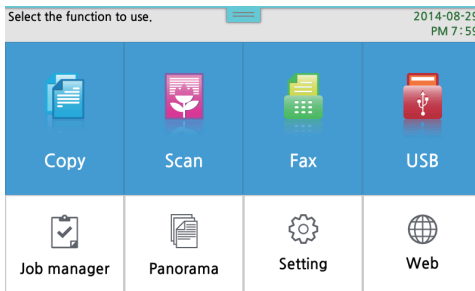 Select the function to use.
2014-08-29
PM 7:59
Copy
Scan
Fax
USB
Job manager
Panorama
Setting
Web